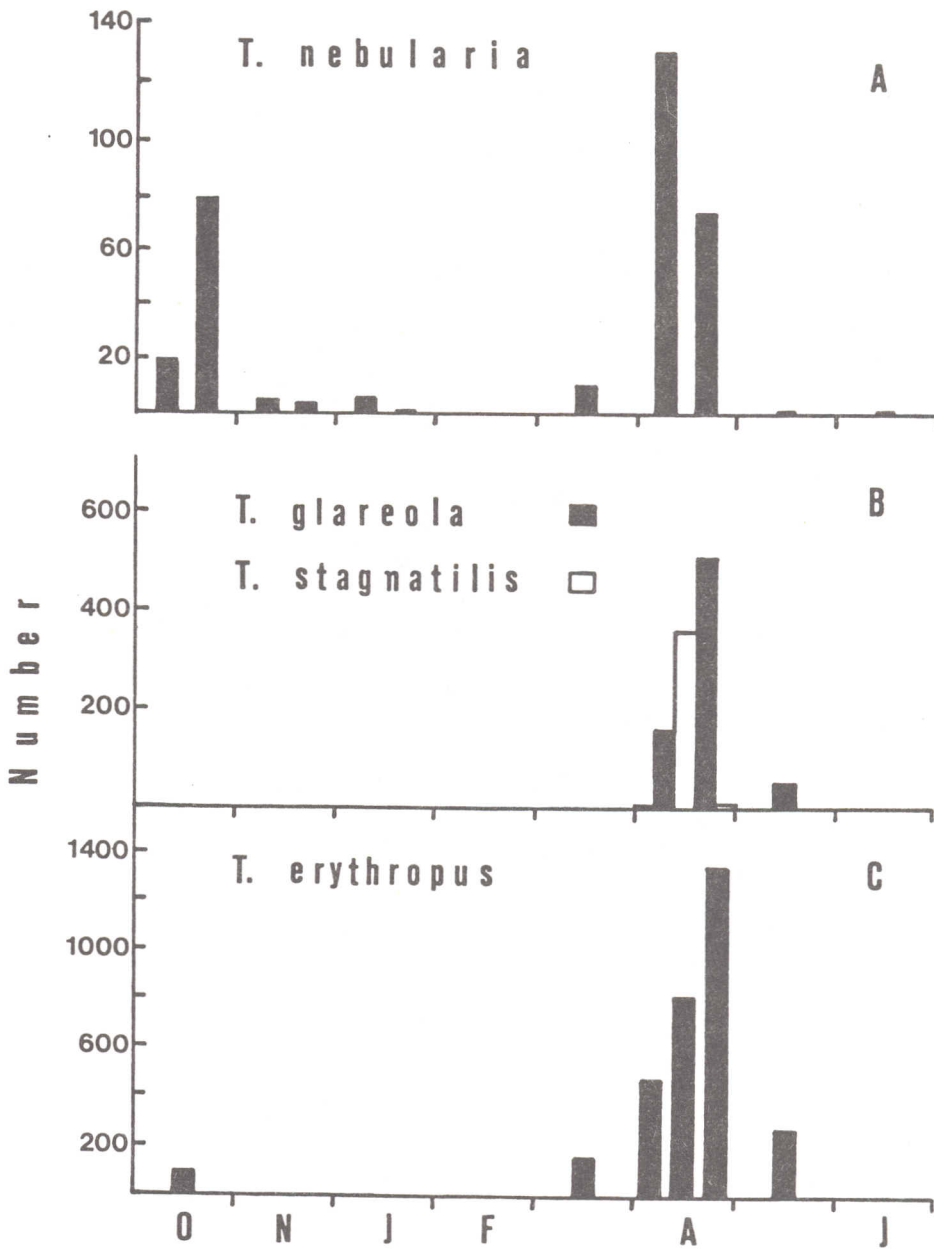 140
T. nebularia
A
100
60
20
600
T. glareola
B
T. stagnatilis
400
200
Number
1400
T. erythropus
C
1000
600
200
O N J F A J